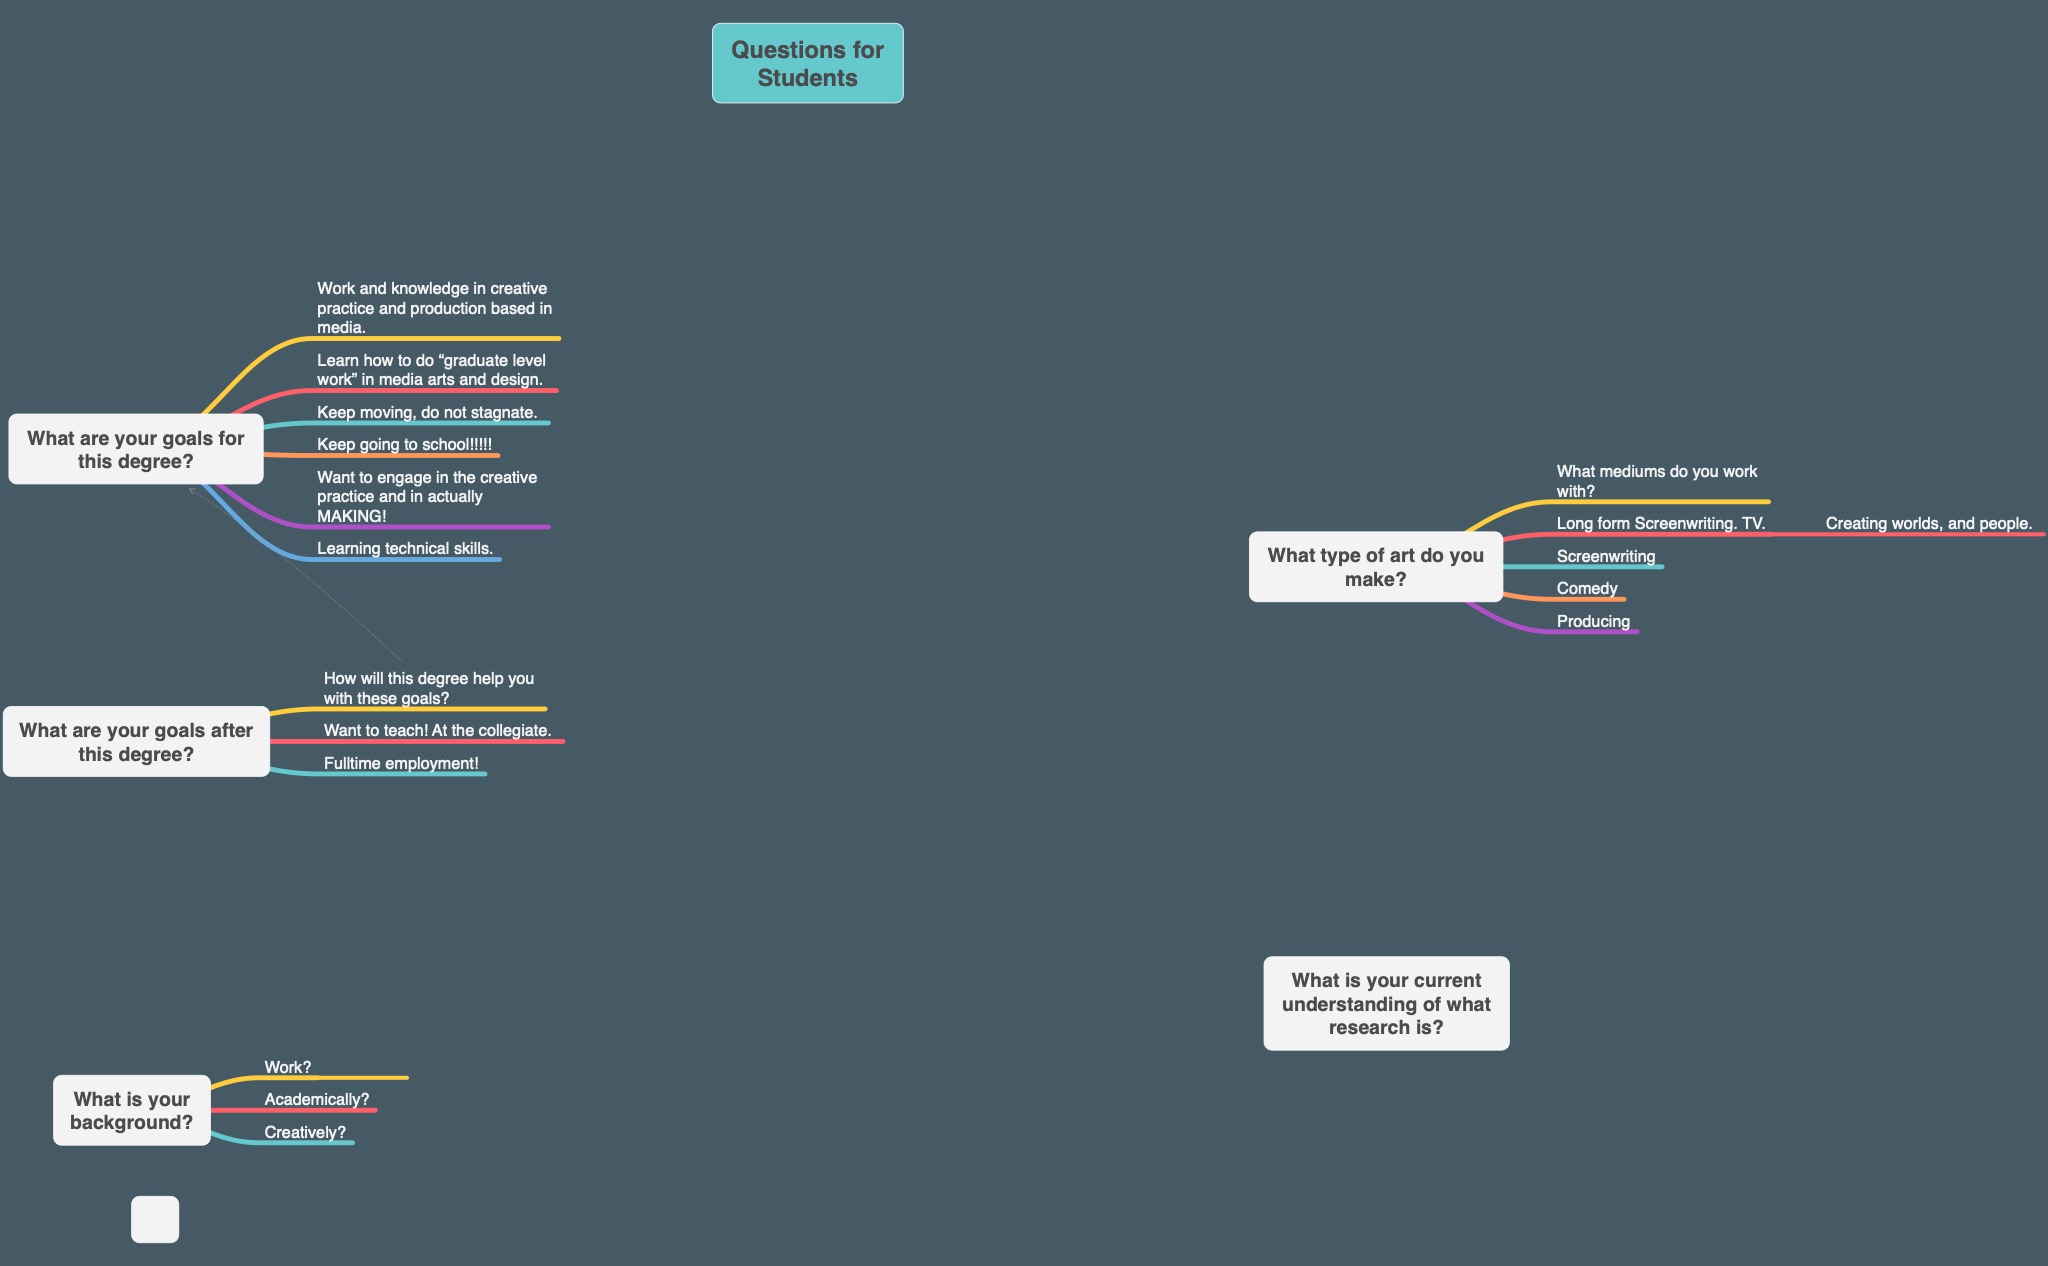 Questions for
Students
Work and knowledge in creative
practice and production based in
media.
Learn how to do “graduate level
work” in media arts and design.
Keep moving, do not stagnate.
What are your goals for
this degree?
Keep going to school!!!!!
Want to engage in the creative
practice and in actually
MAKING!
Learning technical skills.
What mediums do you work
with?
Long form Screenwriting. TV.
Creating worlds, and people.
What type of art do you
make?
Screenwriting
Comedy
Producing
How will this degree help you
with these goals?
What are your goals after
this degree?
Want to teach! At the collegiate.
Fulltime employment!
What is your current
understanding of what
research is?
What is your
background?
Work?
Academically?
Creatively?